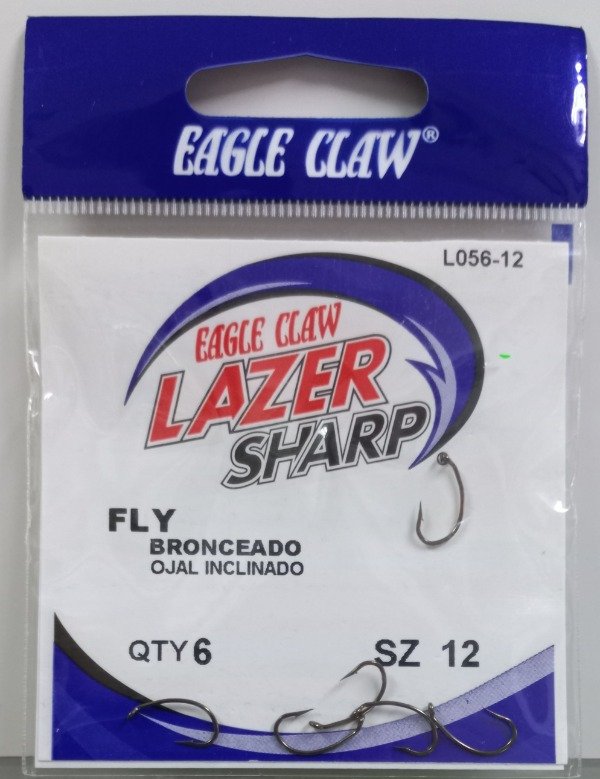 EAGLE CLAW®
L056-12
EAGLE CLAW
LAZER
SHARP
FLY
BRONCEADO
OJAL INCLINADO
QTY 6 SZ 12